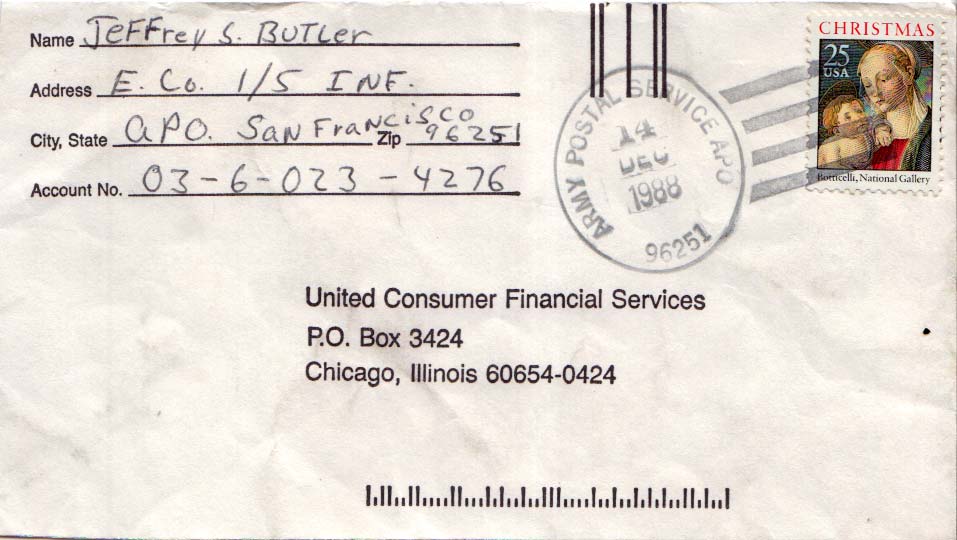 Name JeFFrey S. BUTLer
Address E. Co. 1/5 INF.
City, State APO. San Francisco Zip 96251
Account No. 03-6-023-4276
ARMY POSTAL SERVICE APO
14
DEC
1988
96251
CHRISTMAS
25
USA
Botticelli, National Gallery
United Consumer Financial Services
P.O. Box 3424
Chicago, Illinois 60654-0424